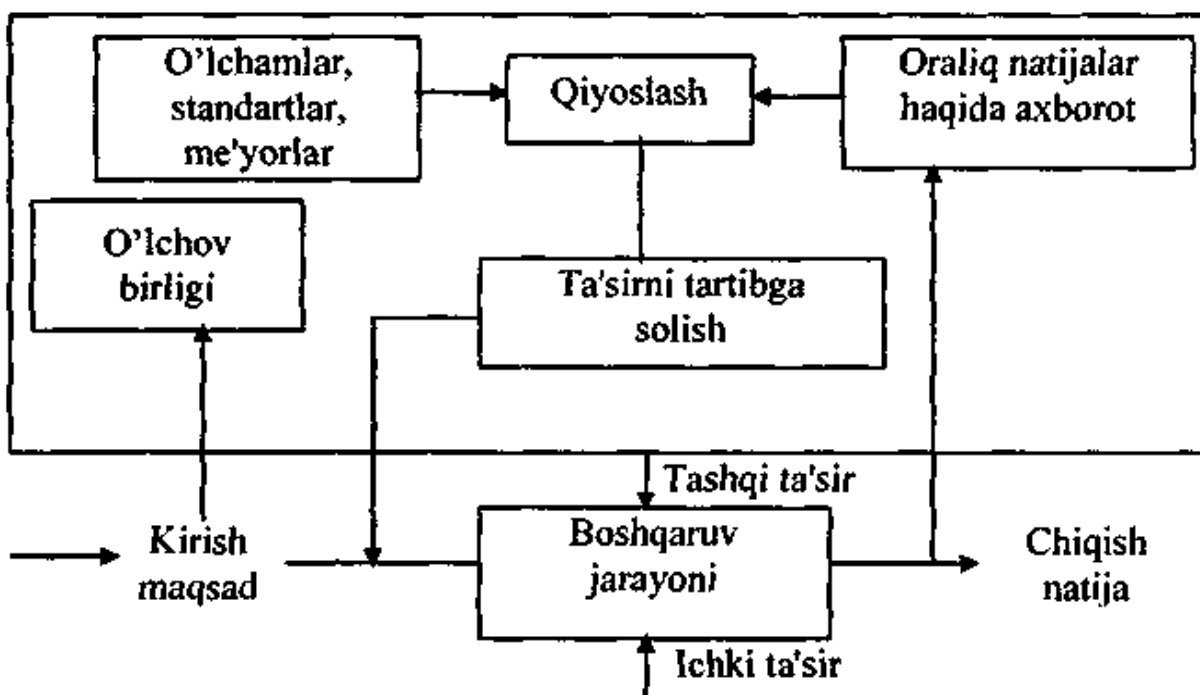 O'lchamlar,
standartlar,
me'yorlar
Qiyoslash
Oraliq natijalar
haqida axborot
O'lchov
birligi
Ta'sirni tartibga
solish
Tashqi ta'sir
Kirish
maqsad
Boshqaruv
jarayoni
Chiqish
natija
Ichki ta'sir